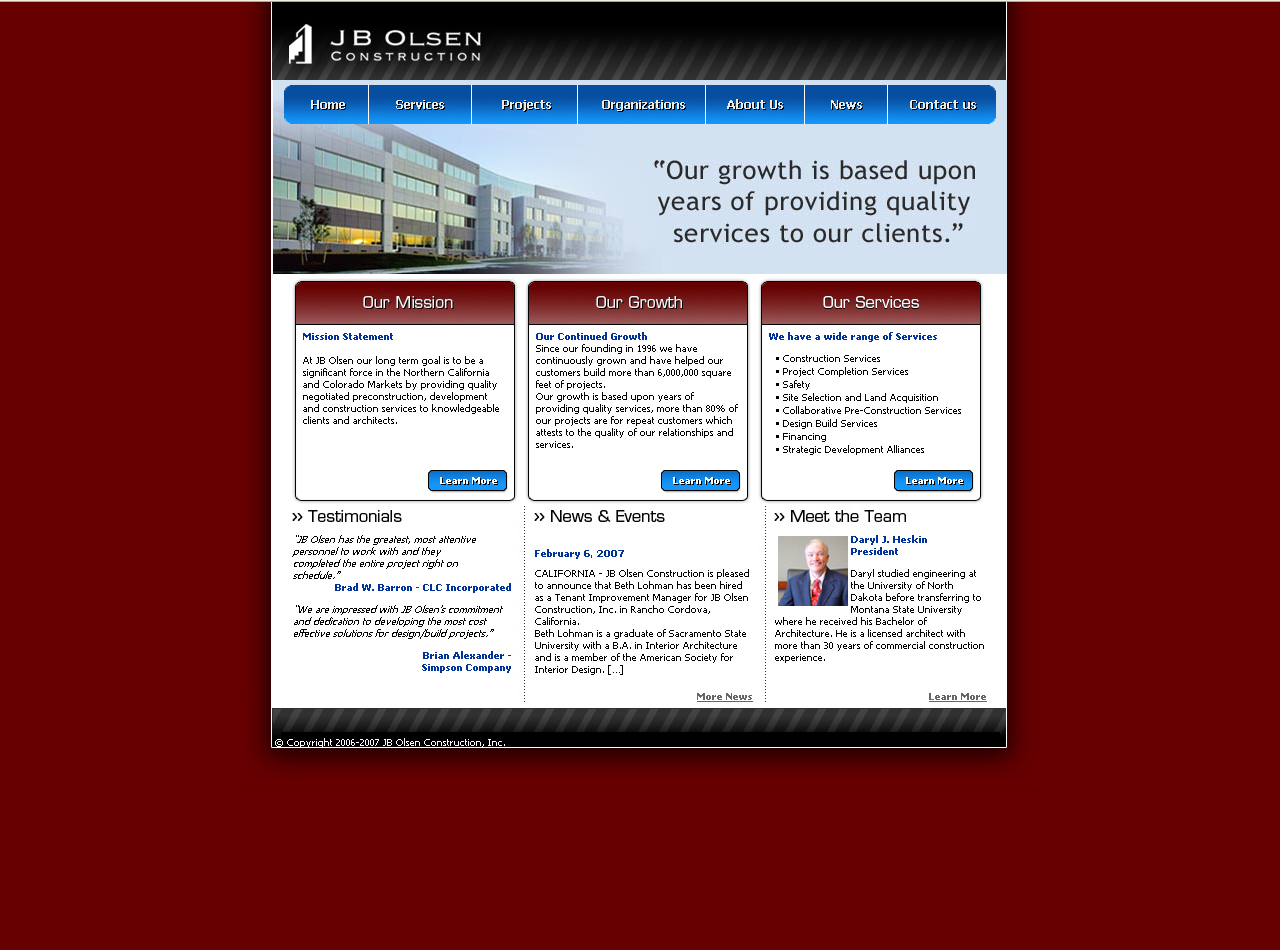 JB OLSEN
CONSTRUCTION
Home Services Projects Organizations About Us News Contact us
“Our growth is based upon
years of providing quality
services to our clients.”
Our Mission
Mission Statement
At JB Olsen our long term goal is to be a
significant force in the Northern California
and Colorado Markets by providing quality
negotiated preconstruction, development
and construction services to knowledgeable
clients and architects.
Learn More
Our Growth
Our Continued Growth
Since our founding in 1996 we have
continuously grown and have helped our
customers build more than 6,000,000 square
feet of projects.
Our growth is based upon years of
providing quality services, more than 80% of
our projects are for repeat customers which
attests to the quality of our relationships and
services.
Learn More
Our Services
We have a wide range of Services
• Construction Services
• Project Completion Services
• Safety
• Site Selection and Land Acquisition
• Collaborative Pre-Construction Services
• Design Build Services
• Financing
• Strategic Development Alliances
Learn More
›› Testimonials
"JB Olsen has the greatest, most attentive
personnel to work with and they
completed the entire project right on
schedule."
Brad W. Barron - CLC Incorporated
"We are impressed with JB Olsen's commitment
and dedication to developing the most cost
effective solutions for design/build projects."
Brian Alexander -
Simpson Company
›› News & Events
February 6, 2007
CALIFORNIA - JB Olsen Construction is pleased
to announce that Beth Lohman has been hired
as a Tenant Improvement Manager for JB Olsen
Construction, Inc. in Rancho Cordova,
California.
Beth Lohman is a graduate of Sacramento State
University with a B.A. in Interior Architecture
and is a member of the American Society for
Interior Design. [...]
More News
›› Meet the Team
Daryl J. Heskin
President
Daryl studied engineering at
the University of North
Dakota before transferring to
Montana State University
where he received his Bachelor of
Architecture. He is a licensed architect with
more than 30 years of commercial construction
experience.
Learn More
© Copyright 2006-2007 JB Olsen Construction, Inc.